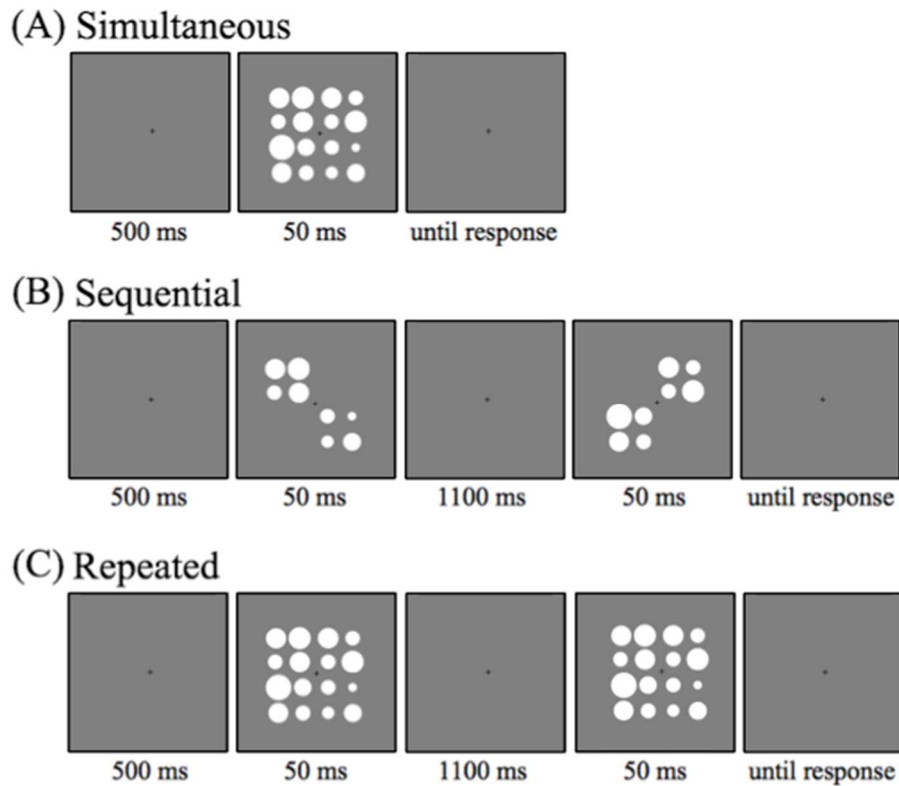 (A) Simultaneous
500 ms 50 ms until response
(B) Sequential
500 ms 50 ms 1100 ms 50 ms until response
(C) Repeated
500 ms 50 ms 1100 ms 50 ms until response